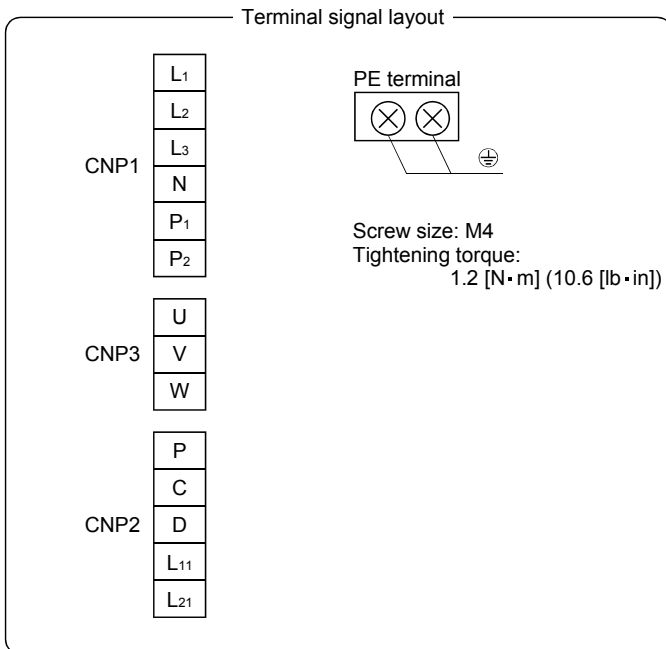 Terminal signal layout
CNP1
L1
L2
L3
N
P1
P2
CNP3
U
V
W
CNP2
P
C
D
L11
L21
PE terminal
Screw size: M4
Tightening torque:
1.2 [N▪m] (10.6 [lb▪in])